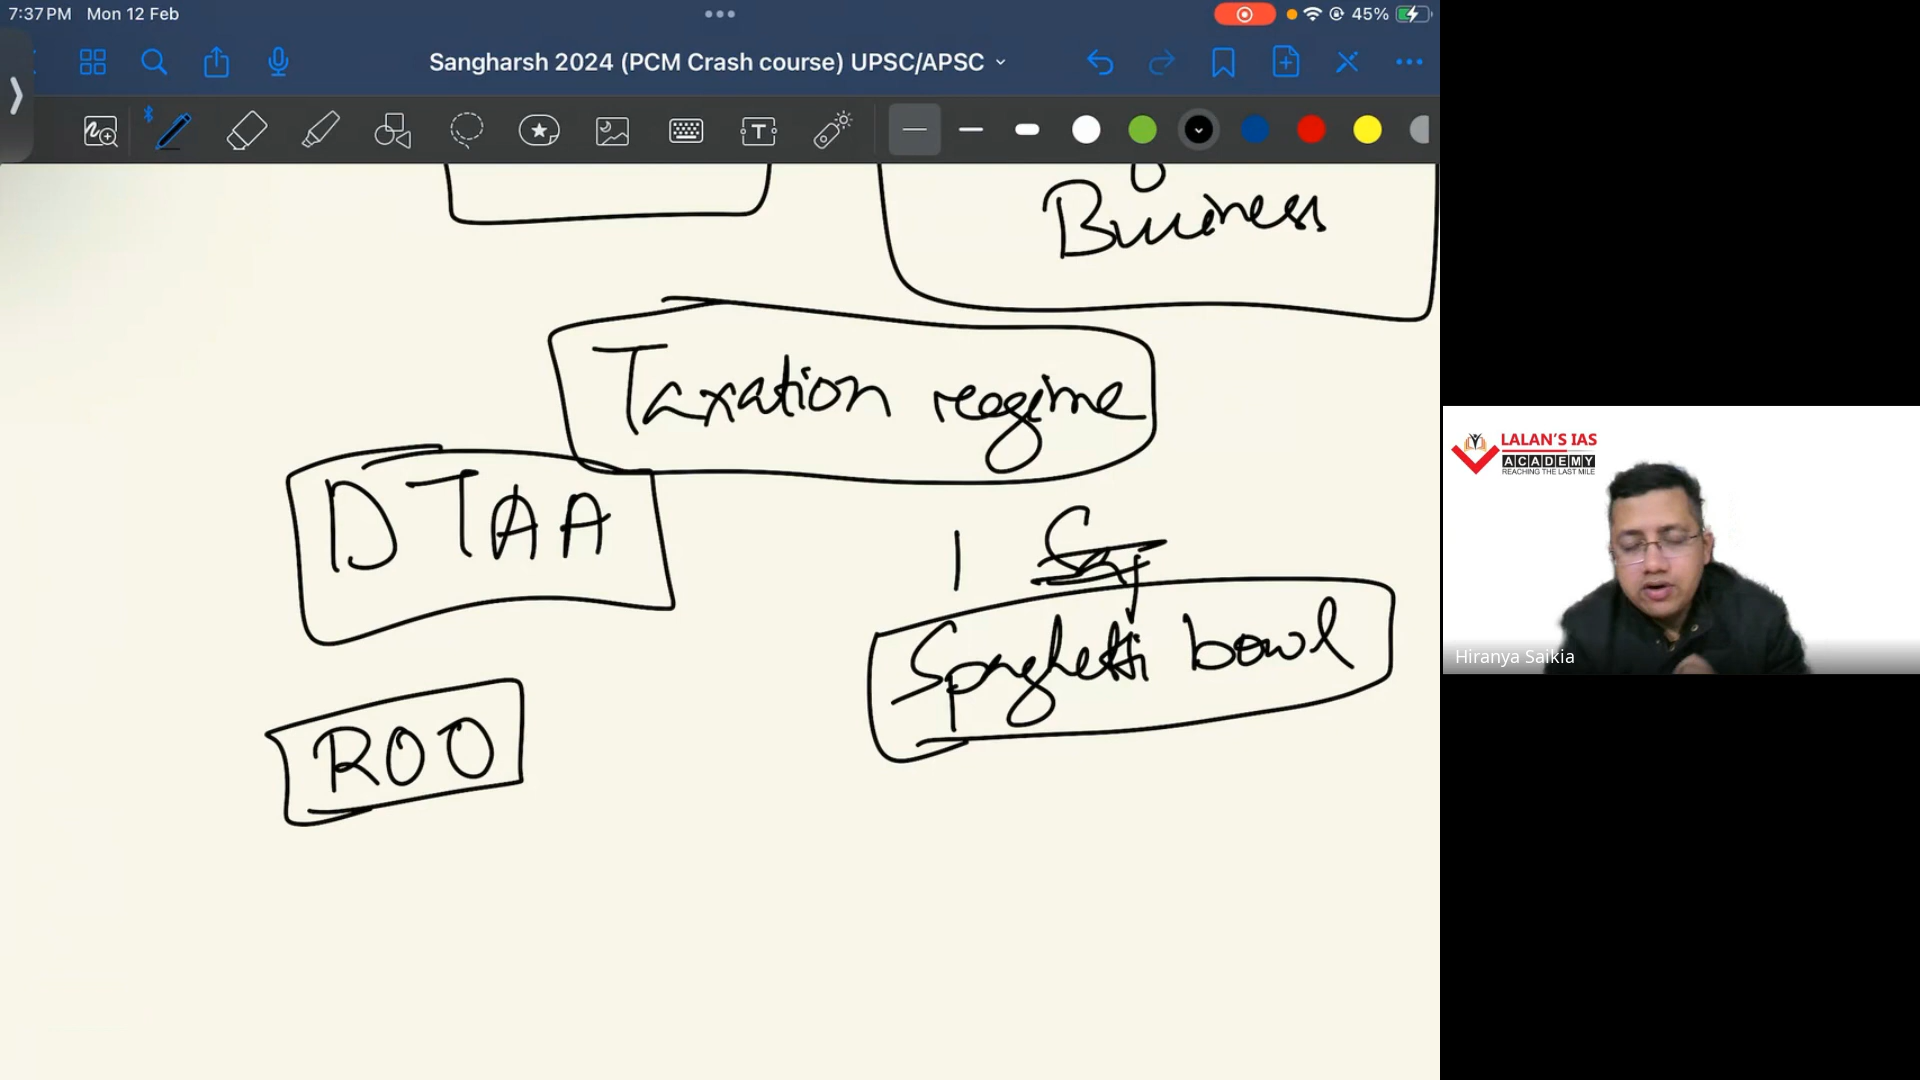 7:37 PM Mon 12 Feb
45%
Sangharsh 2024 (PCM Crash course) UPSC/APSC
T
Business
Taxation regime
DTAA
Spaghetti bowl
ROO
LALAN'S IAS
ACADEMY
REACHING THE LAST MILE
Hiranya Saikia